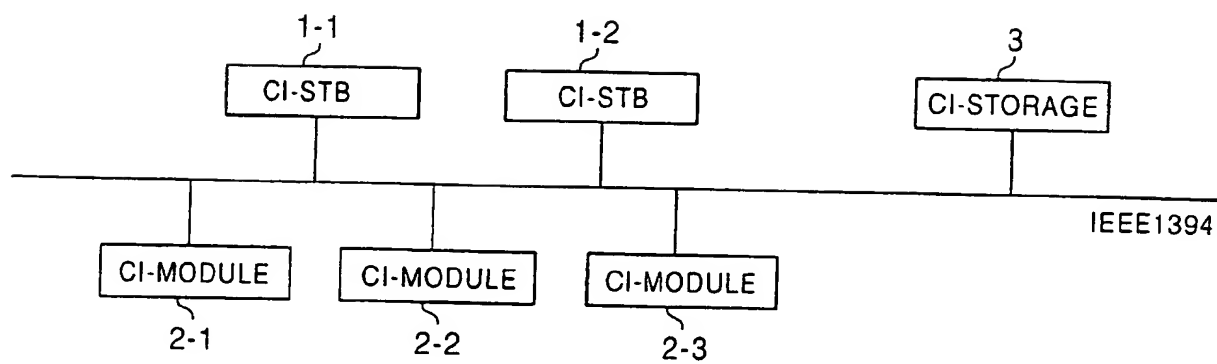 1-1
1-2
3
CI-STB
CI-STB
CI-STORAGE
IEEE1394
CI-MODULE
CI-MODULE
CI-MODULE
2-1
2-2
2-3